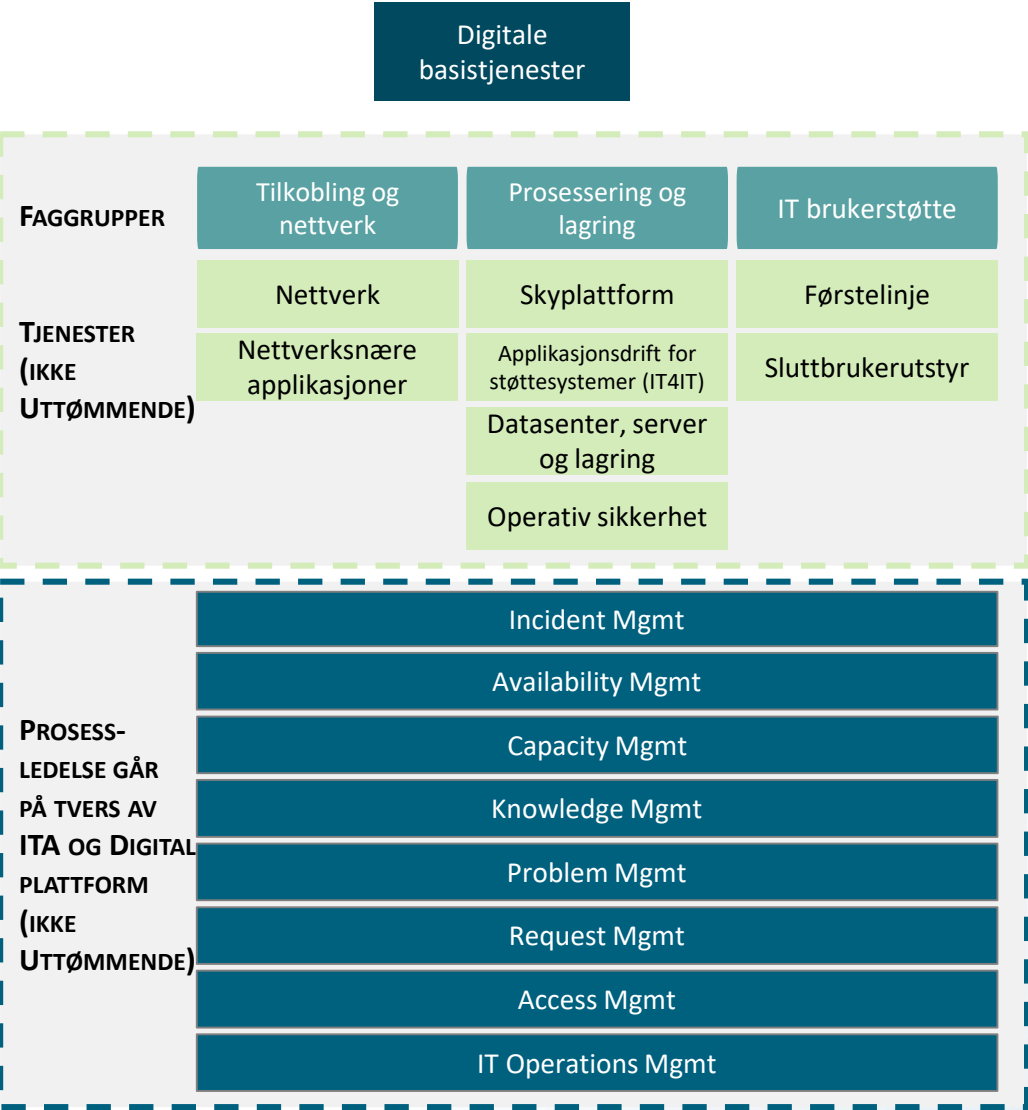 Digitale
basistjenester
FAGGRUPPER
Tilkobling og
nettverk
Prosessering og
lagring
IT brukerstøtte
TJENESTER
(IKKE
UTTØMMENDE)
Nettverk
Skyplattform
Førstelinje
Nettverksnære
applikasjoner
Applikasjonsdrift for
støttesystemer (IT4IT)
Sluttbrukerutstyr
Datasenter, server
og lagring
Operativ sikkerhet
PROSESS-
LEDELSE GÅR
PÅ TVERS AV
ITA OG DIGITAL
PLATTFORM
(IKKE
UTTØMMENDE)
Incident Mgmt
Availability Mgmt
Capacity Mgmt
Knowledge Mgmt
Problem Mgmt
Request Mgmt
Access Mgmt
IT Operations Mgmt